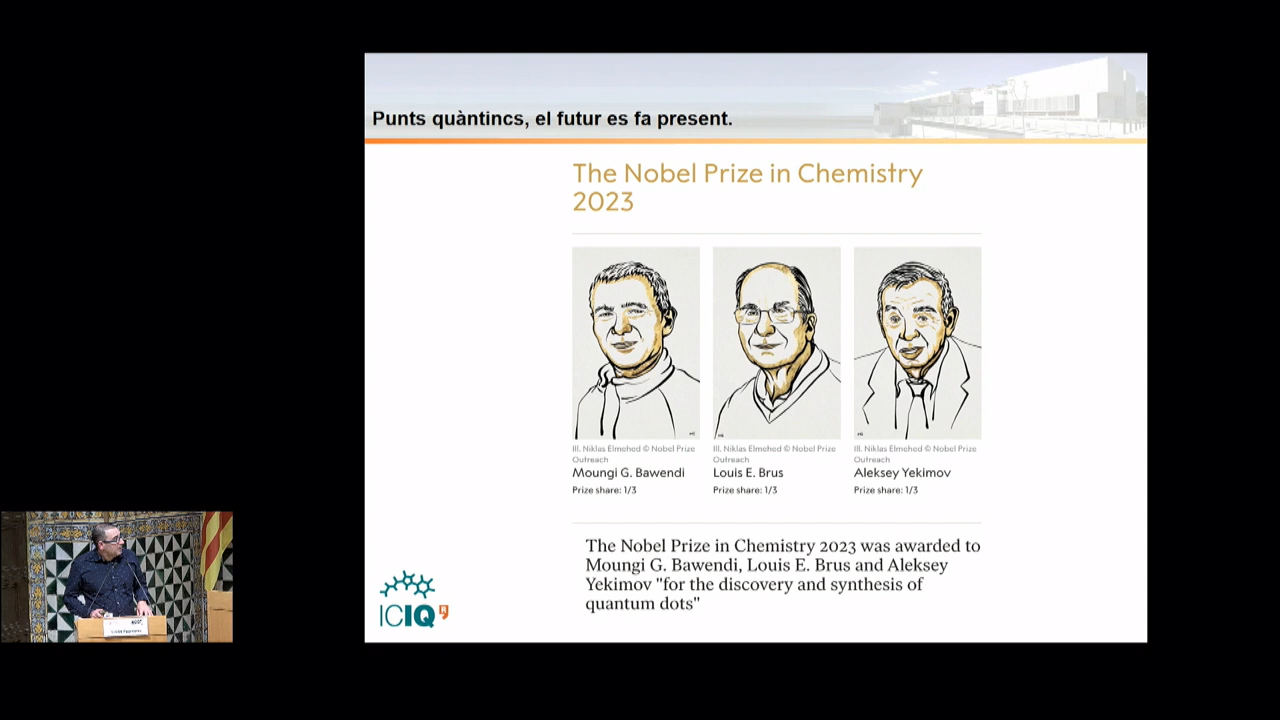 Punts quàntincs, el futur es fa present.
The Nobel Prize in Chemistry
2023
Ill. Niklas Elmehed © Nobel Prize
Outreach
Moungi G. Bawendi
Prize share: 1/3
Ill. Niklas Elmehed © Nobel Prize
Outreach
Louis E. Brus
Prize share: 1/3
Ill. Niklas Elmehed © Nobel Prize
Outreach
Aleksey Yekimov
Prize share: 1/3
The Nobel Prize in Chemistry 2023 was awarded to
Moungi G. Bawendi, Louis E. Brus and Aleksey
Yekimov "for the discovery and synthesis of
quantum dots"
ICIQ